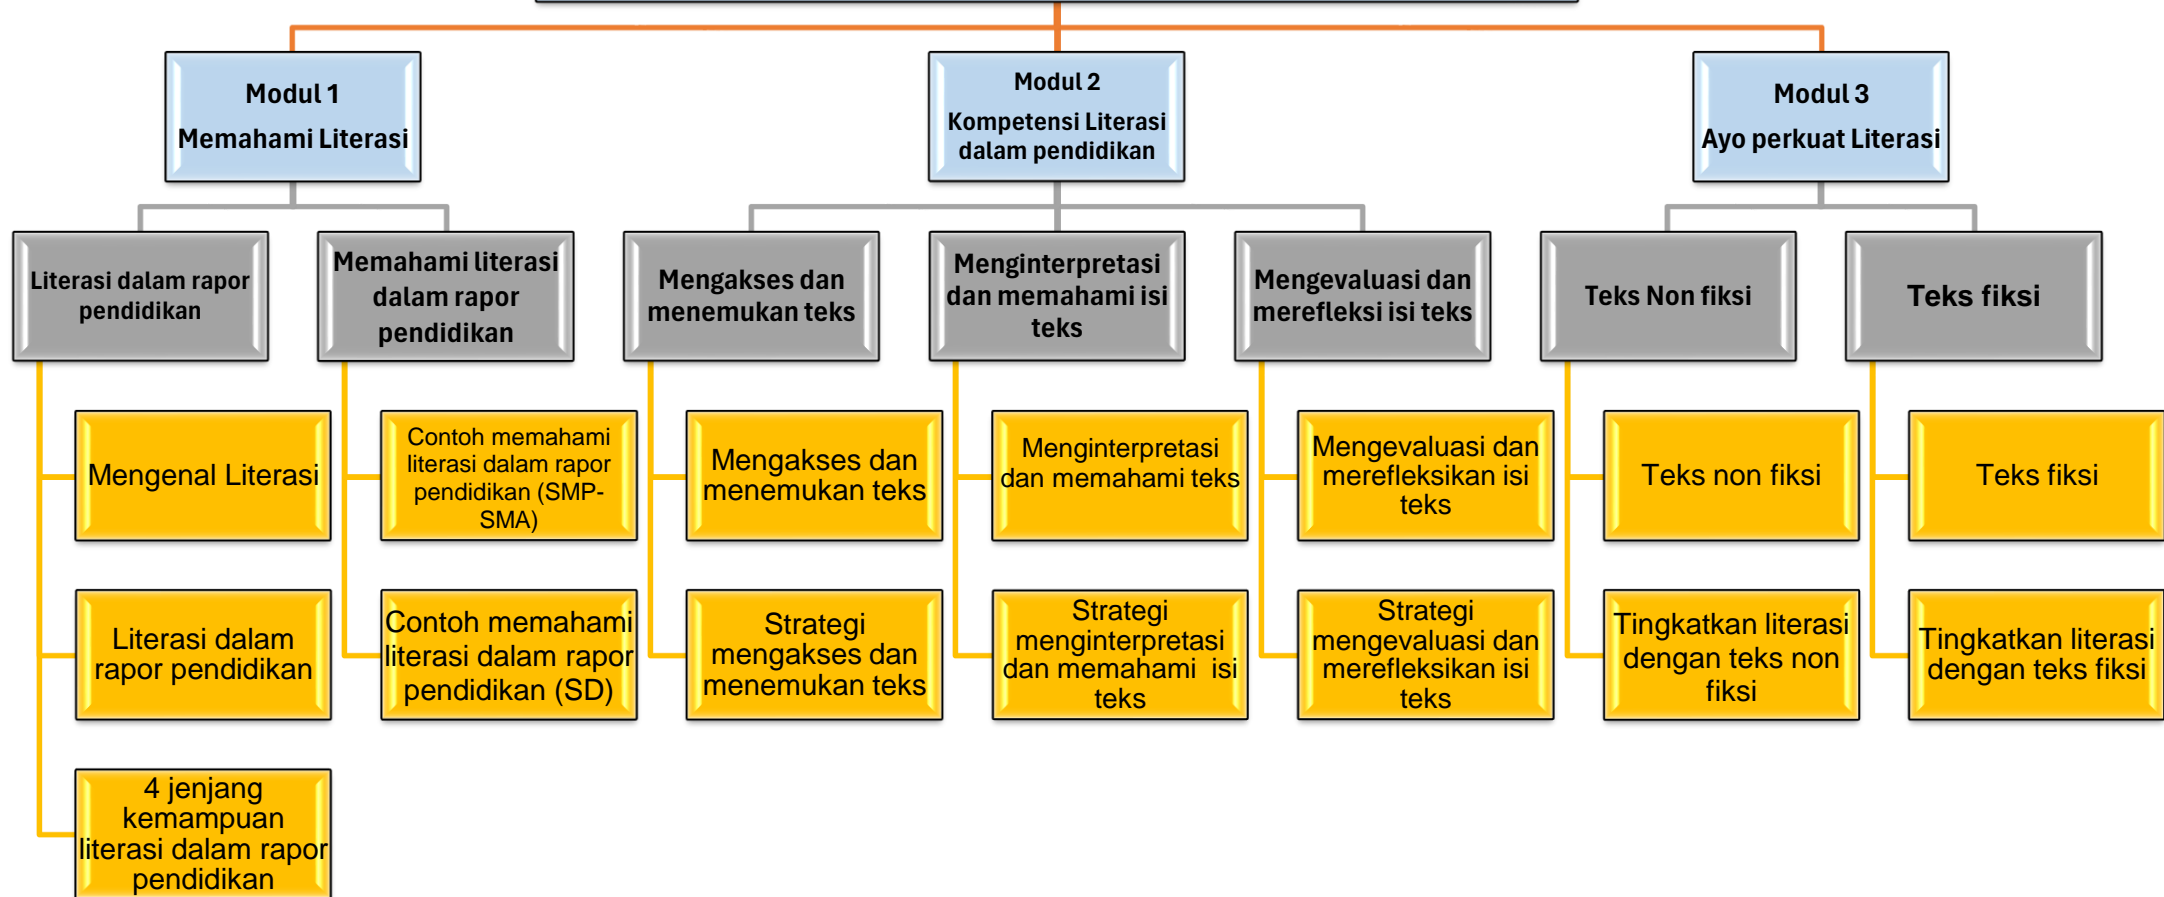 Modul 1
Memahami Literasi
Modul 2
Kompetensi Literasi
dalam pendidikan
Modul 3
Ayo perkuat Literasi
Literasi dalam rapor
pendidikan
Memahami literasi
dalam rapor
pendidikan
Mengakses dan
menemukan teks
Menginterpretasi
dan memahami isi
teks
Mengevaluasi dan
merefleksi isi teks
Teks Non fiksi
Teks fiksi
Mengenal Literasi
Contoh memahami
literasi dalam rapor
pendidikan (SMP-
SMA)
Mengakses dan
menemukan teks
Menginterpretasi
dan memahami teks
Mengevaluasi dan
merefleksikan isi
teks
Teks non fiksi
Teks fiksi
Literasi dalam
rapor pendidikan
Contoh memahami
literasi dalam rapor
pendidikan (SD)
Strategi
mengakses dan
menemukan teks
Strategi
menginterpretasi
dan memahami  isi
teks
Strategi
mengevaluasi dan
merefleksikan isi
teks
Tingkatkan literasi
dengan teks non
fiksi
Tingkatkan literasi
dengan teks fiksi
4 jenjang
kemampuan
literasi dalam rapor
pendidikan